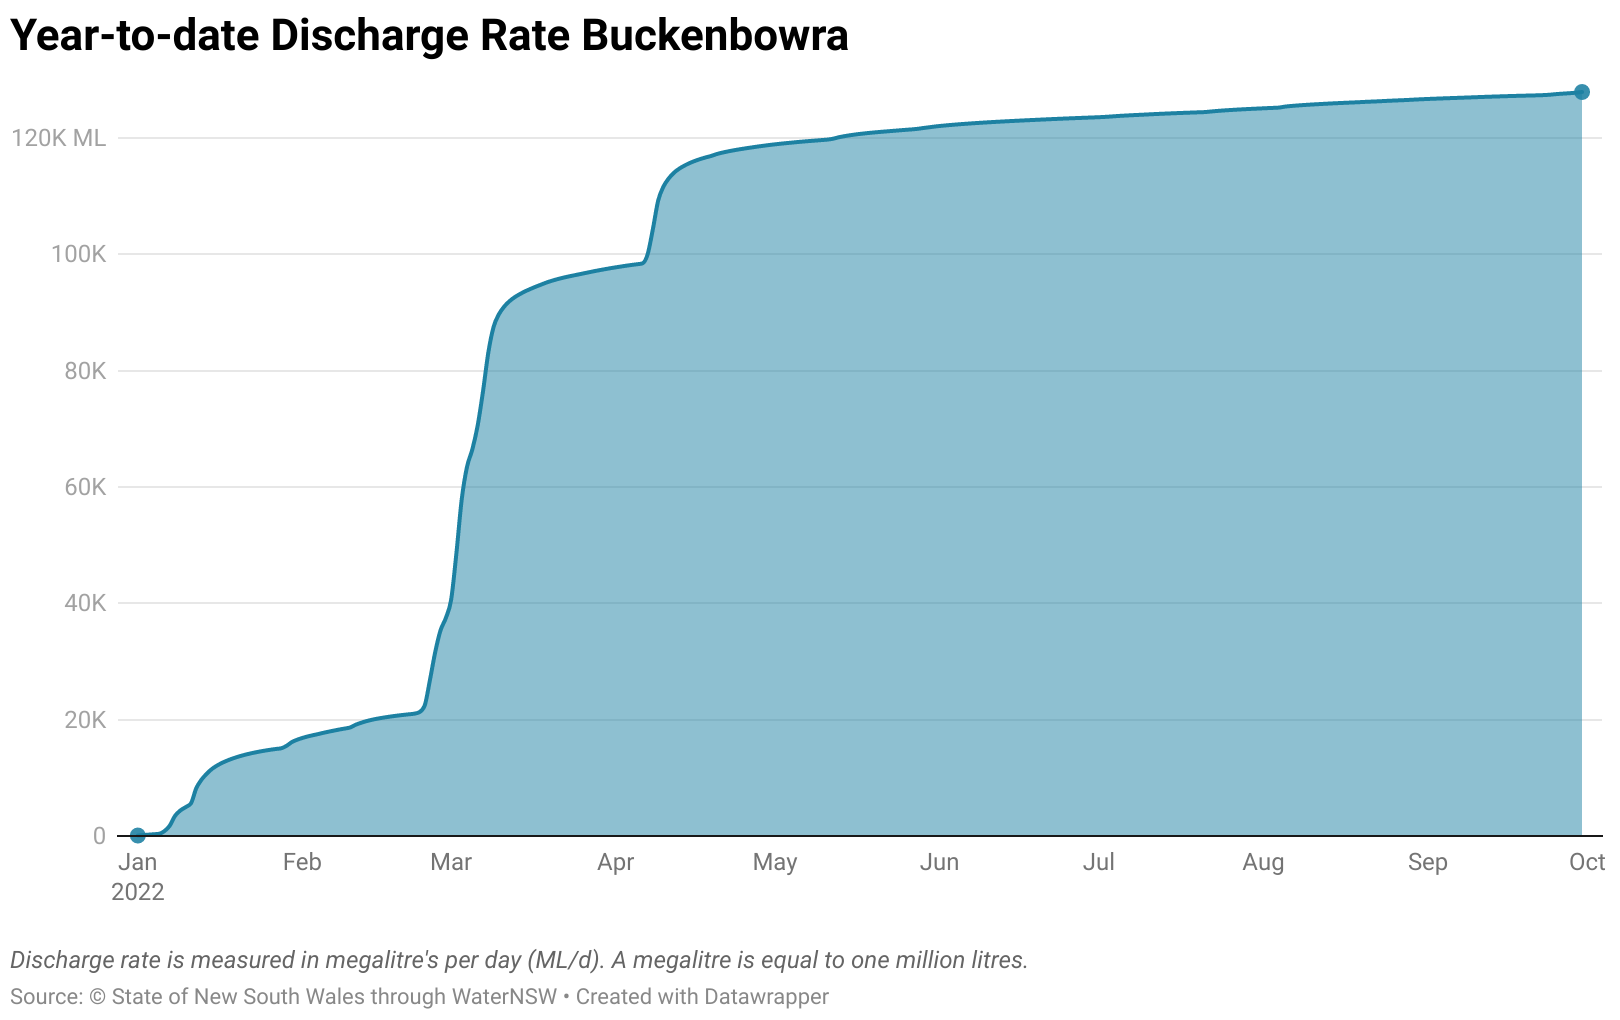 Year-to-date Discharge Rate Buckenbowra
120K ML
100K
80K
60K
40K
20K
0
Jan Feb Mar Apr May Jun Jul Aug Sep Oct
2022
Discharge rate is measured in megalitre's per day (ML/d). A megalitre is equal to one million litres.
Source: © State of New South Wales through WaterNSW • Created with Datawrapper